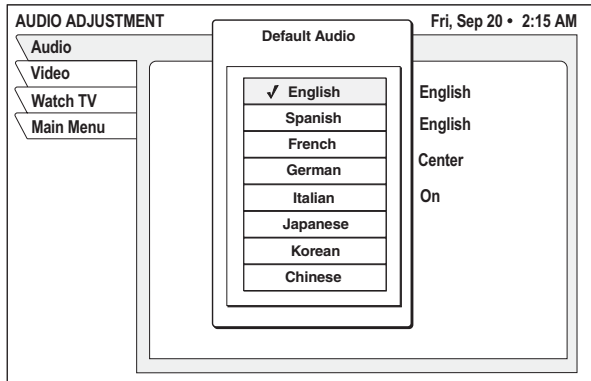 AUDIO ADJUSTMENT
Fri, Sep 20 • 2:15 AM
Audio
Video
Watch TV
Main Menu
Default Audio
✓ English
Spanish
French
German
Italian
Japanese
Korean
Chinese
English
English
Center
On